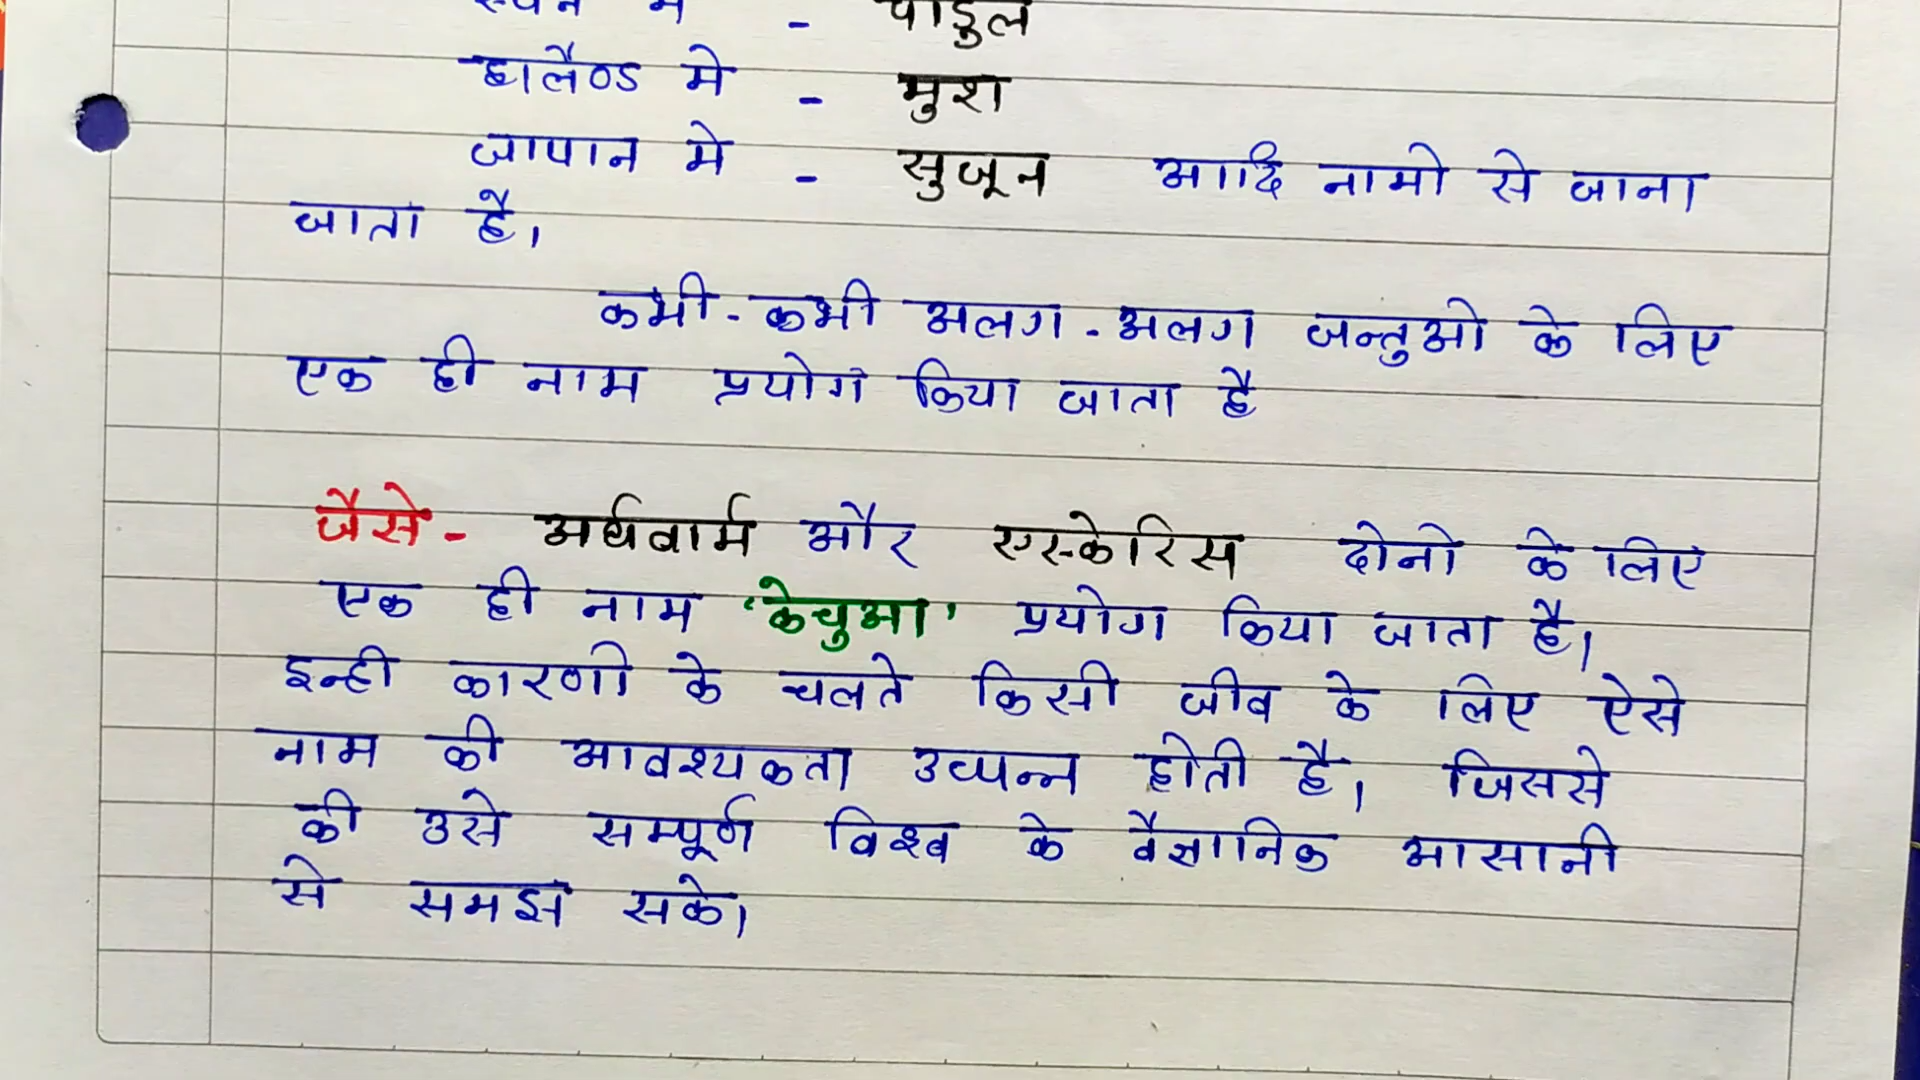 में - पाडुल
हालैण्ड मे - मुश
जापान मे - सुजून आादि नामो से जाना
जाता है।
कभी-कभी अलग-अलग जन्तुओ के लिए
एक ही नाम प्रयोग किया जाता है
जैसे- अर्थवार्म और एस्केरिस दोनो के लिए
एक ही नाम 'केचुआ' प्रयोग किया जाता है।
इन्ही कारणो के चलते किसी जीव के लिए ऐसे
नाम की आवश्यकता उत्पन्न होती है। जिससे
की उसे सम्पूर्ण विश्व के वैज्ञानिक आसानी
से समझ सके।